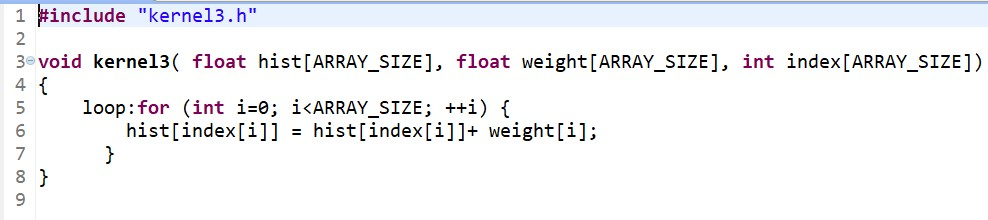 1 #include "kernel3.h"
2
3 void kernel3( float hist[ARRAY_SIZE], float weight[ARRAY_SIZE], int index[ARRAY_SIZE])
4 {
5     loop:for (int i=0; i<ARRAY_SIZE; ++i) {
6         hist[index[i]] = hist[index[i]]+ weight[i];
7       }
8 }
9